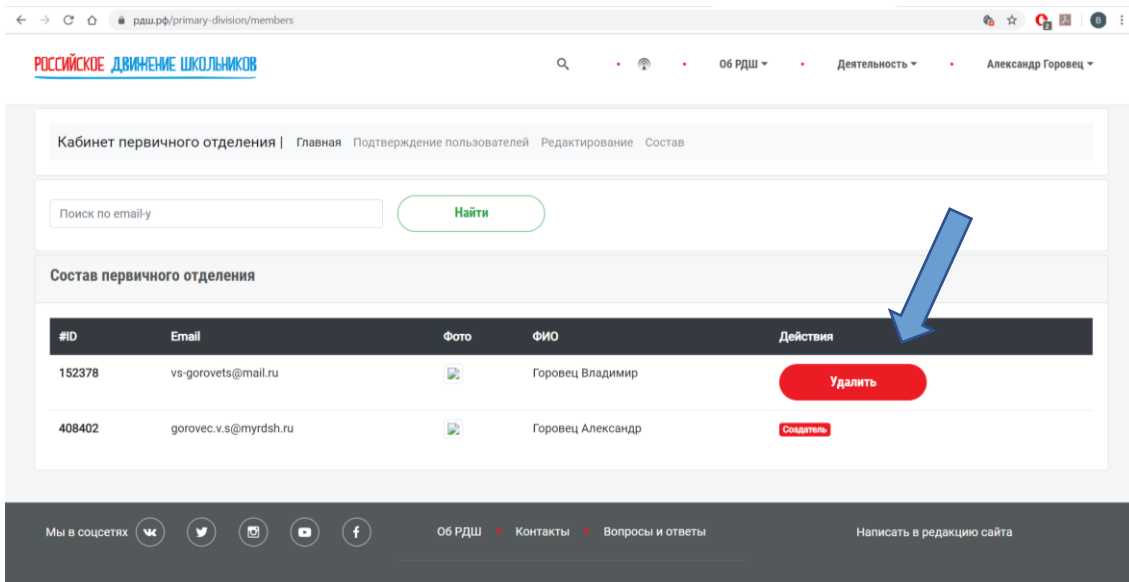 рдш.рф/primary-division/members
РОССИЙСКОЕ ДВИЖЕНИЕ ШКОЛЬНИКОВ
Об РДШ
Деятельность
Александр Горовец
Кабинет первичного отделения | Главная Подтверждение пользователей Редактирование Состав
Поиск по email-у Найти
Состав первичного отделения
#ID Email Фото ФИО Действия
152378 vs-gorovets@mail.ru Горовец Владимир Удалить
408402 gorovec.v.s@myrdsh.ru Горовец Александр Создатель
Мы в соцсетях Об РДШ • Контакты • Вопросы и ответы Написать в редакцию сайта